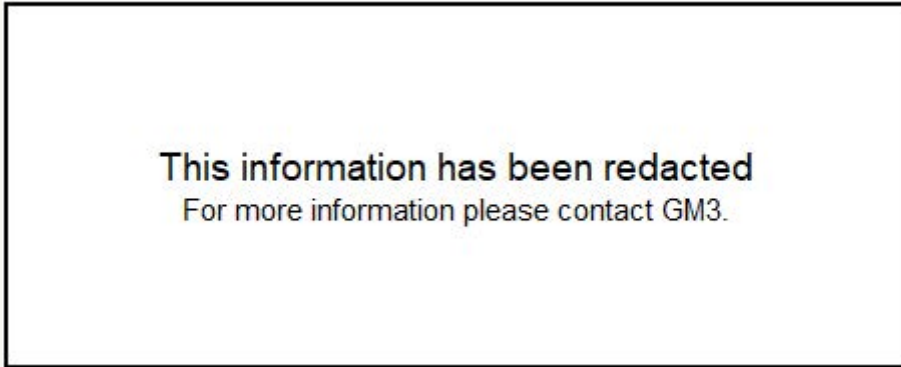 This information has been redacted
For more information please contact GM3.